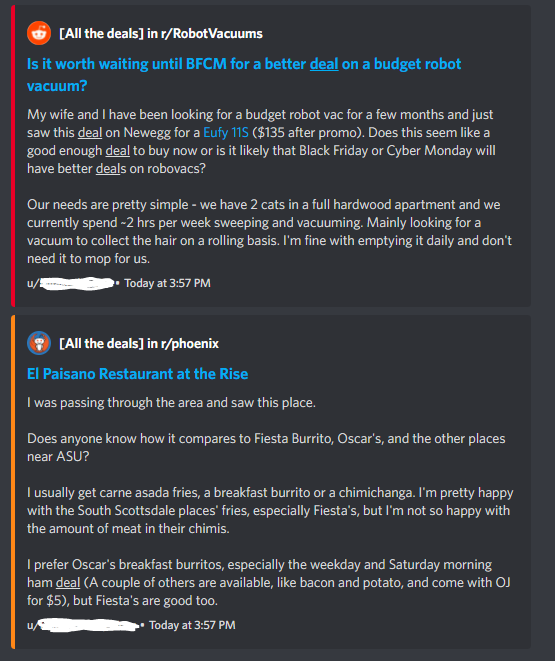 [All the deals] in r/RobotVacuums
Is it worth waiting until BFCM for a better deal on a budget robot
vacuum?
My wife and I have been looking for a budget robot vac for a few months and just
saw this deal on Newegg for a Eufy 11S ($135 after promo). Does this seem like a
good enough deal to buy now or is it likely that Black Friday or Cyber Monday will
have better deals on robovacs?
Our needs are pretty simple - we have 2 cats in a full hardwood apartment and we
currently spend ~2 hrs per week sweeping and vacuuming. Mainly looking for a
vacuum to collect the hair on a rolling basis. I'm fine with emptying it daily and don't
need it to mop for us.
u/ • Today at 3:57 PM
[All the deals] in r/phoenix
El Paisano Restaurant at the Rise
I was passing through the area and saw this place.
Does anyone know how it compares to Fiesta Burrito, Oscar's, and the other places
near ASU?
I usually get carne asada fries, a breakfast burrito or a chimichanga. I'm pretty happy
with the South Scottsdale places' fries, especially Fiesta's, but I'm not so happy with
the amount of meat in their chimis.
I prefer Oscar's breakfast burritos, especially the weekday and Saturday morning
ham deal (A couple of others are available, like bacon and potato, and come with OJ
for $5), but Fiesta's are good too.
u/ • Today at 3:57 PM